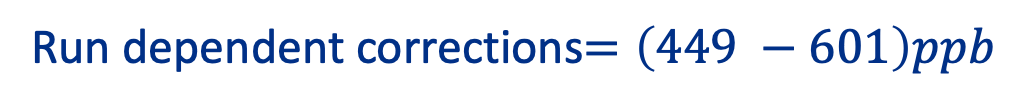 Run dependent corrections= (449 − 601)ppb